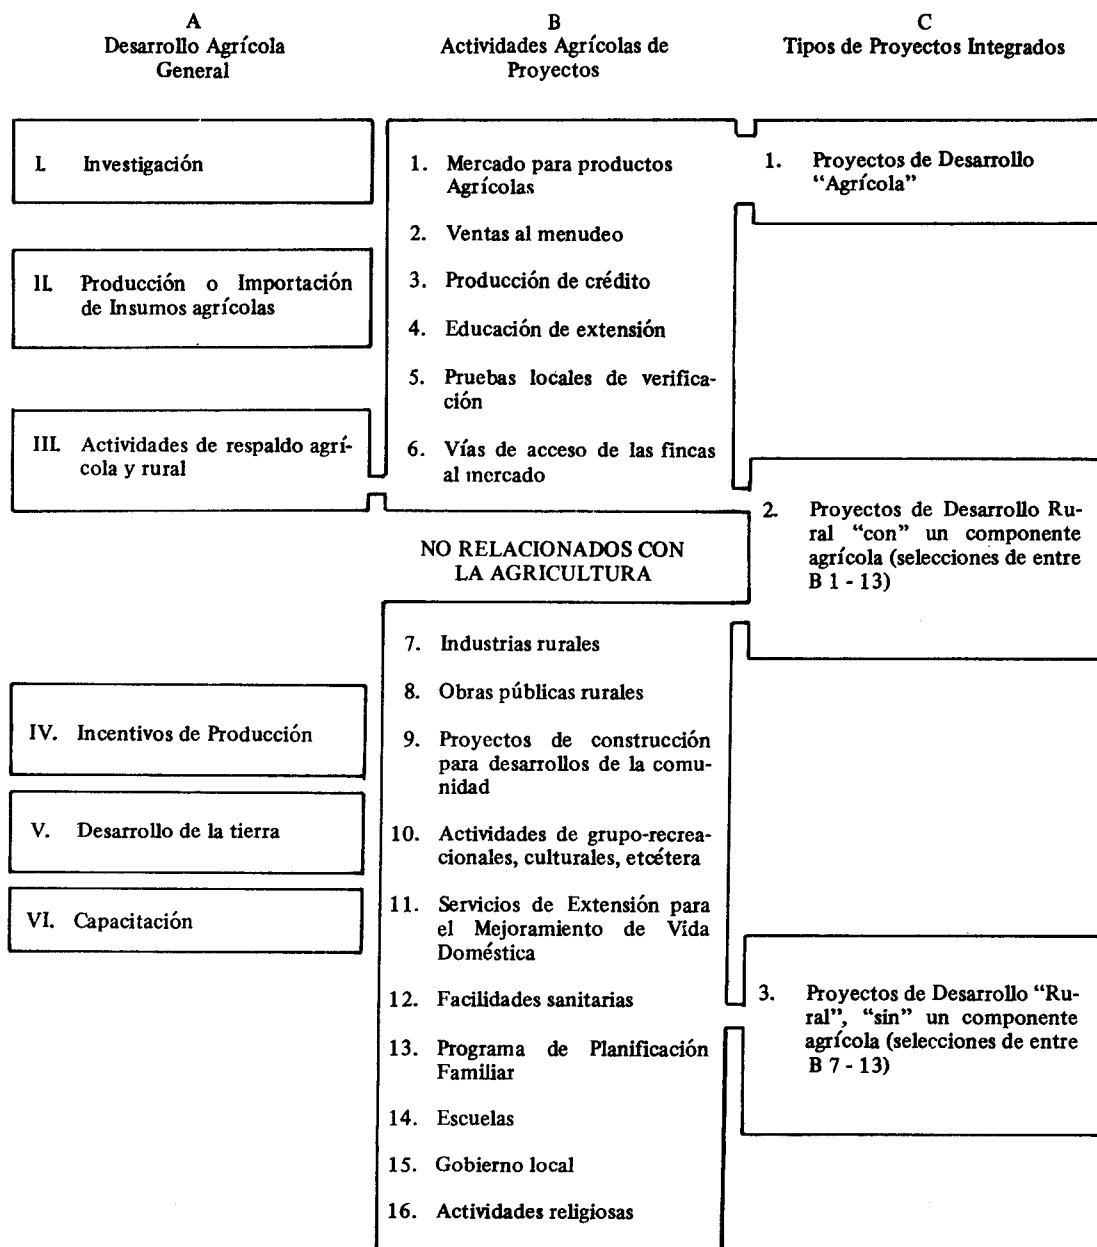 A
Desarrollo Agrícola
General
I. Investigación
II. Producción o Importación
de Insumos agrícolas
III. Actividades de respaldo agrí-
cola y rural
IV. Incentivos de Producción
V. Desarrollo de la tierra
VI. Capacitación
B
Actividades Agrícolas de
Proyectos
1. Mercado para productos
Agrícolas
2. Ventas al menudeo
3. Producción de crédito
4. Educación de extensión
5. Pruebas locales de verifica-
ción
6. Vías de acceso de las fincas
al mercado
NO RELACIONADOS CON
LA AGRICULTURA
7. Industrias rurales
8. Obras públicas rurales
9. Proyectos de construcción
para desarrollos de la comu-
nidad
10. Actividades de grupo-recrea-
cionales, culturales, etcétera
11. Servicios de Extensión para
el Mejoramiento de Vida
Doméstica
12. Facilidades sanitarias
13. Programa de Planificación
Familiar
14. Escuelas
15. Gobierno local
16. Actividades religiosas
C
Tipos de Proyectos Integrados
1. Proyectos de Desarrollo
“Agrícola”
2. Proyectos de Desarrollo Ru-
ral “con” un componente
agrícola (selecciones de entre
B 1 - 13)
3. Proyectos de Desarrollo “Ru-
ral”, “sin” un componente
agrícola (selecciones de entre
B 7 - 13)